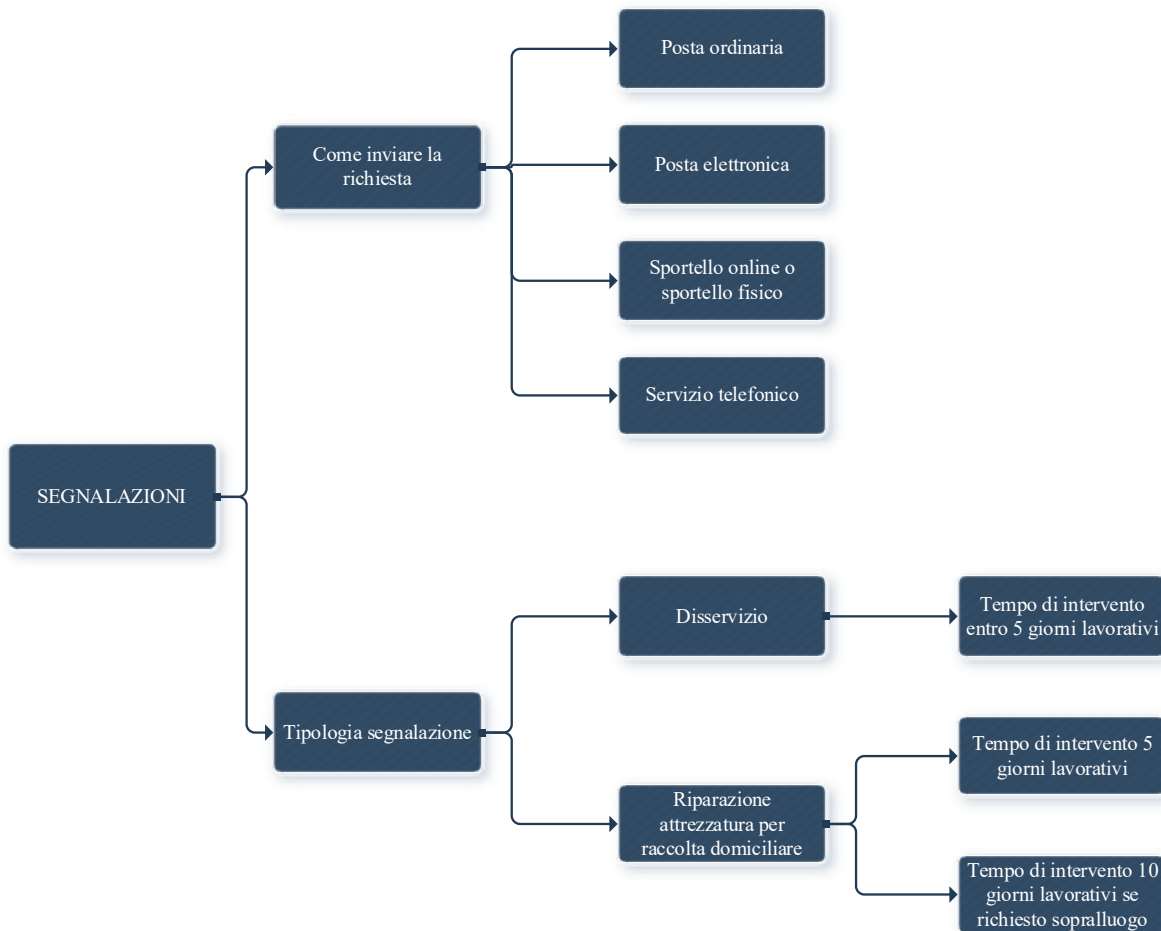 Posta ordinaria
Come inviare la
richiesta
Posta elettronica
Sportello online o
sportello fisico
Servizio telefonico
SEGNALAZIONI
Disservizio
Tempo di intervento
entro 5 giorni lavorativi
Tipologia segnalazione
Tempo di intervento 5
giorni lavorativi
Riparazione
attrezzatura per
raccolta domiciliare
Tempo di intervento 10
giorni lavorativi se
richiesto sopralluogo